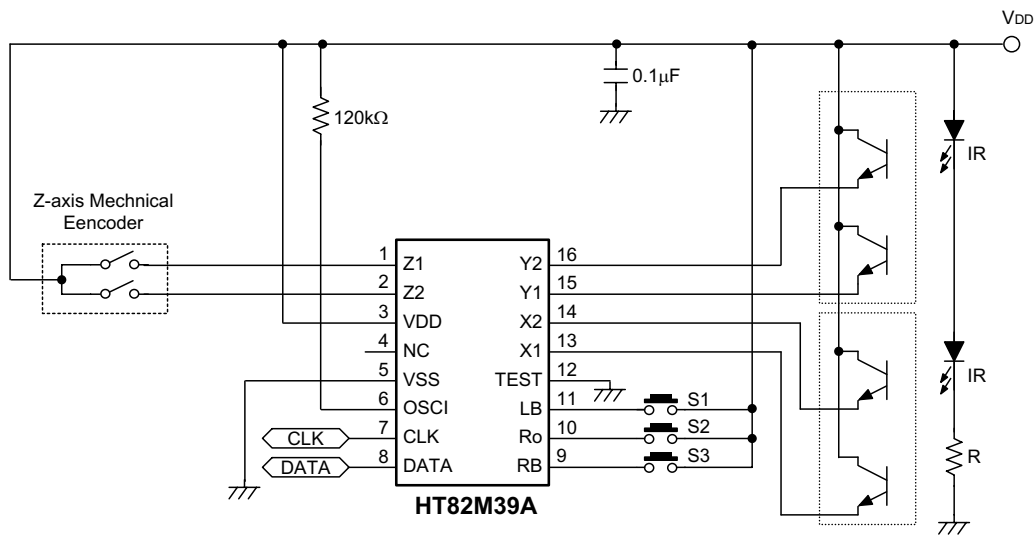 VDD
0.1μF
120kΩ
IR
Z-axis Mechnical
Eencoder
1 Z1 Y2 16
2 Z2 Y1 15
3 VDD X2 14
4 NC X1 13
5 VSS TEST 12
6 OSCI LB 11 S1
CLK 7 CLK Ro 10 S2
DATA 8 DATA RB 9 S3
IR
R
HT82M39A